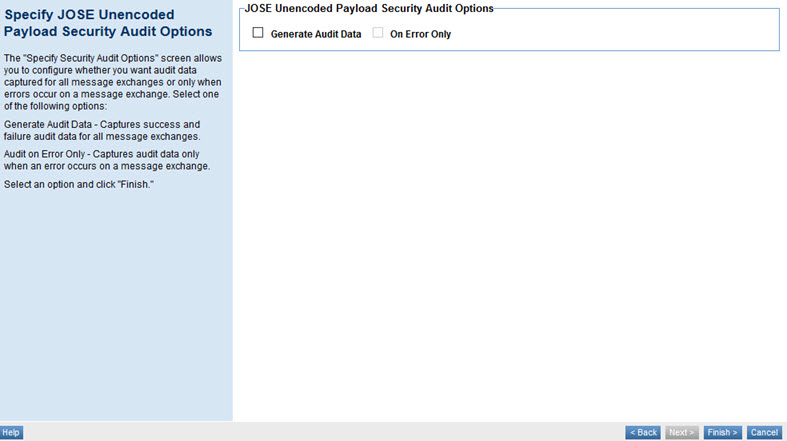 Specify JOSE Unencoded
Payload Security Audit Options
The "Specify Security Audit Options" screen allows
you to configure whether you want audit data
captured for all message exchanges or only when
errors occur on a message exchange. Select one
of the following options:
Generate Audit Data - Captures success and
failure audit data for all message exchanges.
Audit on Error Only - Captures audit data only
when an error occurs on a message exchange.
Select an option and click "Finish."
JOSE Unencoded Payload Security Audit Options
Generate Audit Data On Error Only
Help < Back Next > Finish > Cancel